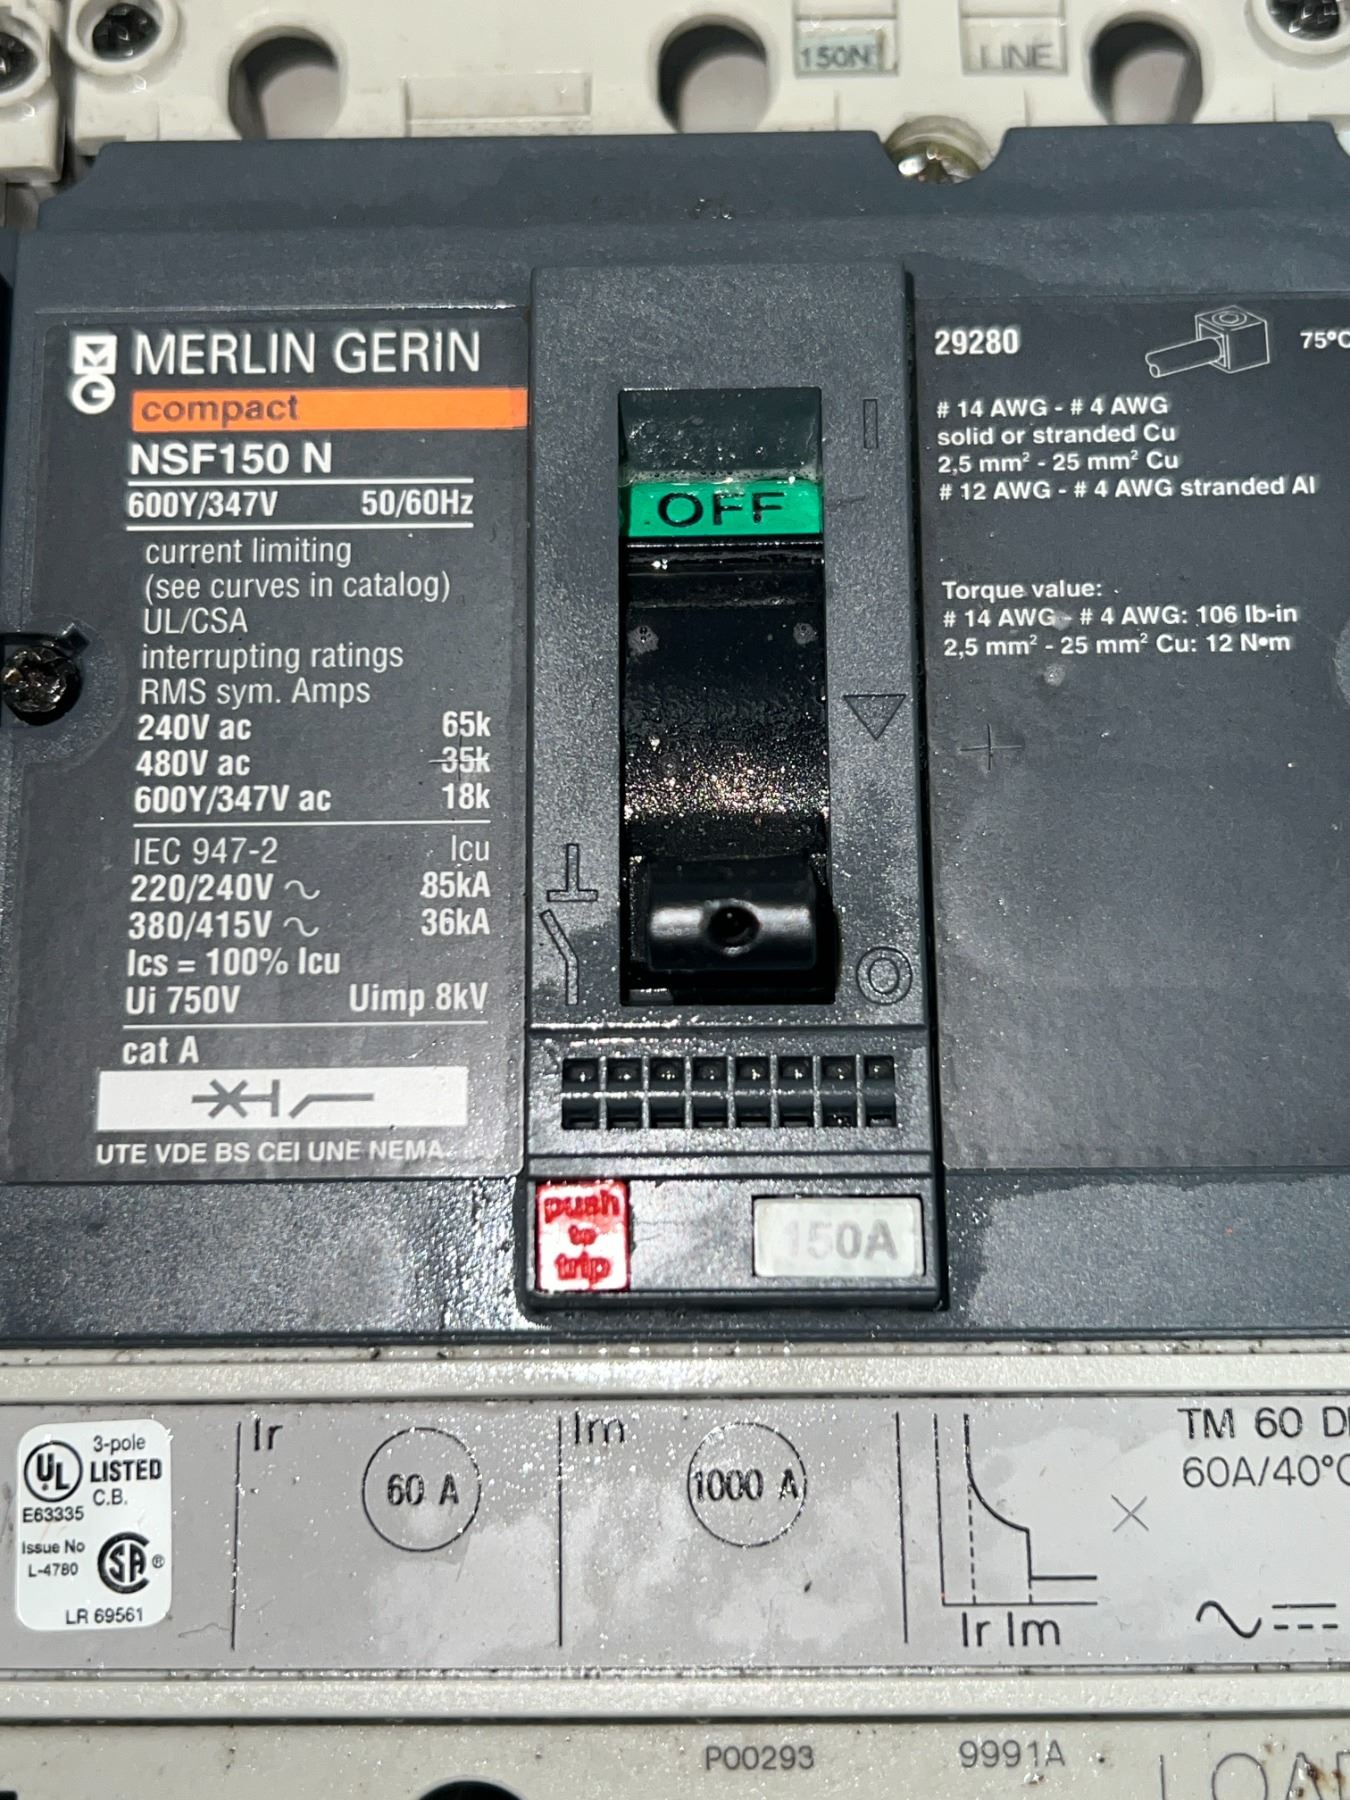 150N LINE
MERLIN GERIN
compact
NSF150 N
600Y/347V 50/60Hz
current limiting
(see curves in catalog)
UL/CSA
interrupting ratings
RMS sym. Amps
240V ac 65k
480V ac 35k
600Y/347V ac 18k
IEC 947-2 Icu
220/240V ~ 85kA
380/415V ~ 36kA
Ics = 100% Icu
Ui 750V Uimp 8kV
cat A
UTE VDE BS CEI UNE NEMA
OFF
push
to
trip
150A
29280 75°C
# 14 AWG - # 4 AWG
solid or stranded Cu
2,5 mm² - 25 mm² Cu
# 12 AWG - # 4 AWG stranded Al
Torque value:
# 14 AWG - # 4 AWG: 106 lb-in
2,5 mm² - 25 mm² Cu: 12 N•m
UL
3-pole
LISTED
C.B.
E63335
Issue No
L-4780
SA ®
LR 69561
Ir
60 A
Im
1000 A
Ir Im
TM 60 D
60A/40°C
P00293 9991A